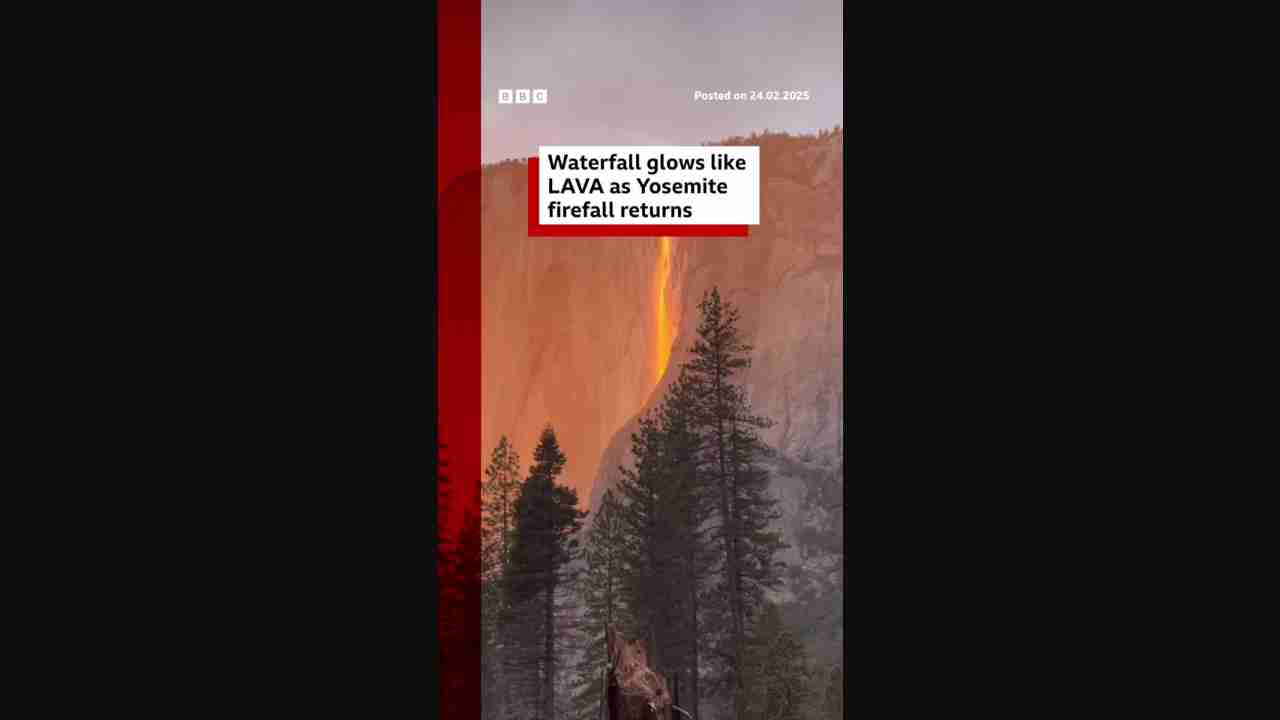 BBC
Posted on 24.02.2025
Waterfall glows like
LAVA as Yosemite
firefall returns